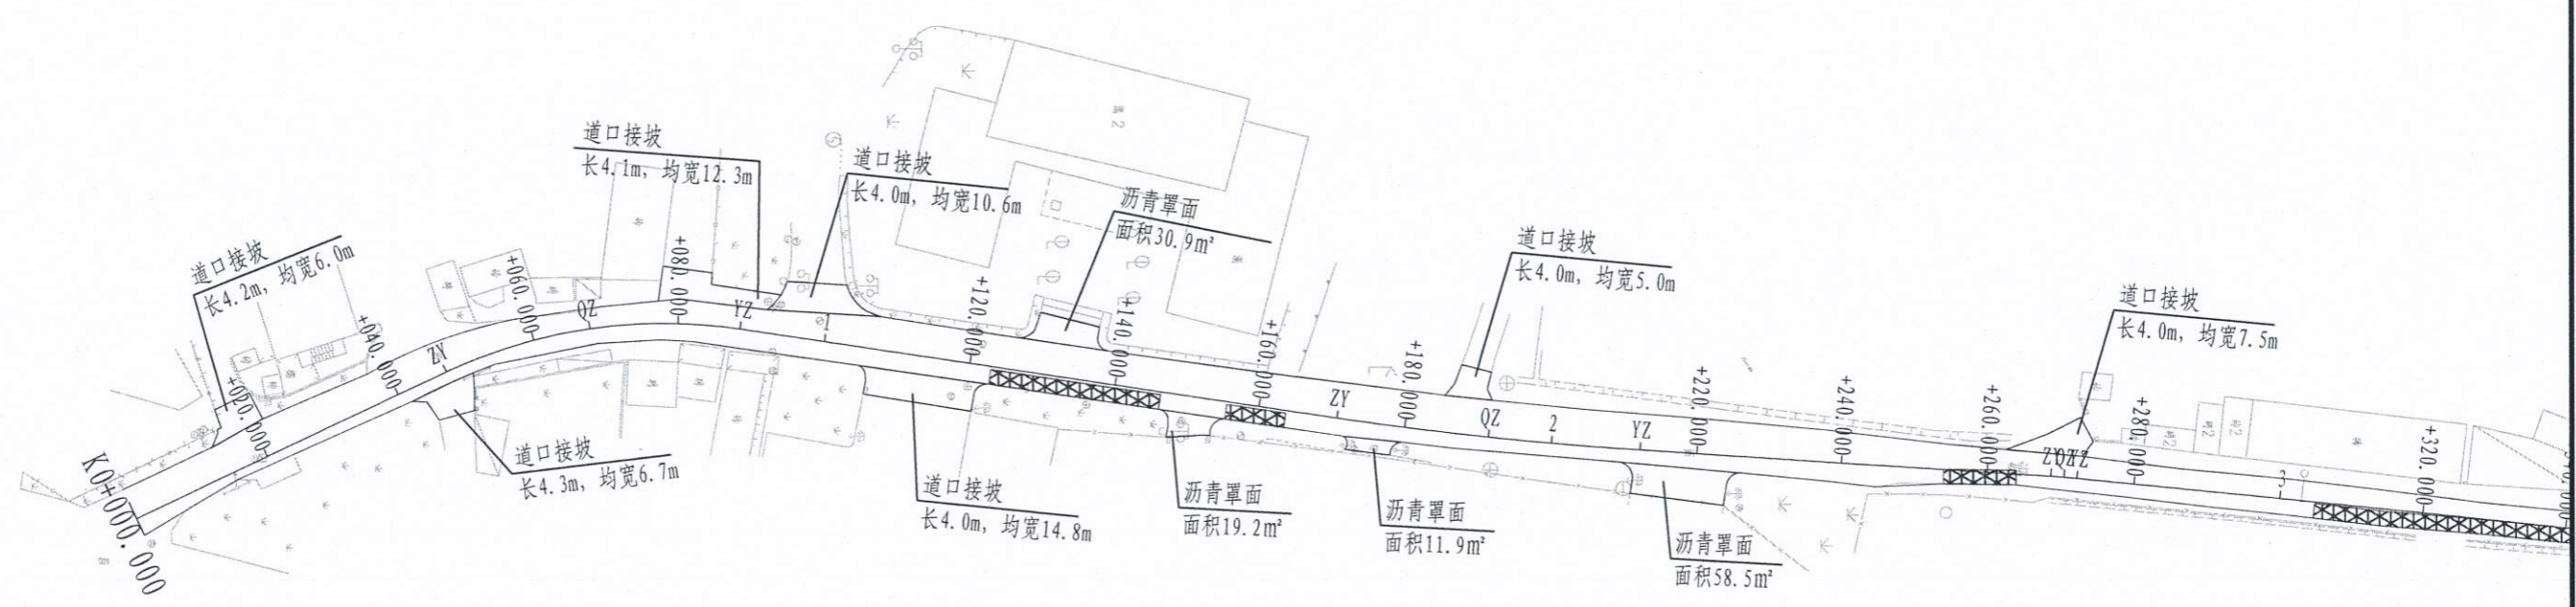 道口接坡
长4.2m, 均宽6.0m
道口接坡
长4.1m, 均宽12.3m
道口接坡
长4.0m, 均宽10.6m
沥青罩面
面积30.9m²
道口接坡
长4.0m, 均宽5.0m
道口接坡
长4.0m, 均宽7.5m
K0+000.000
+020.000
+040.000
ZY
+060.000
QZ
+080.000
YZ
1
+120.000
+140.000
+160.000
ZY
+180.000
QZ
2
YZ
+220.000
+240.000
+260.000
ZY
QZ
YZ
+280.000
3
+320.000
道口接坡
长4.3m, 均宽6.7m
道口接坡
长4.0m, 均宽14.8m
沥青罩面
面积19.2m²
沥青罩面
面积11.9m²
沥青罩面
面积58.5m²